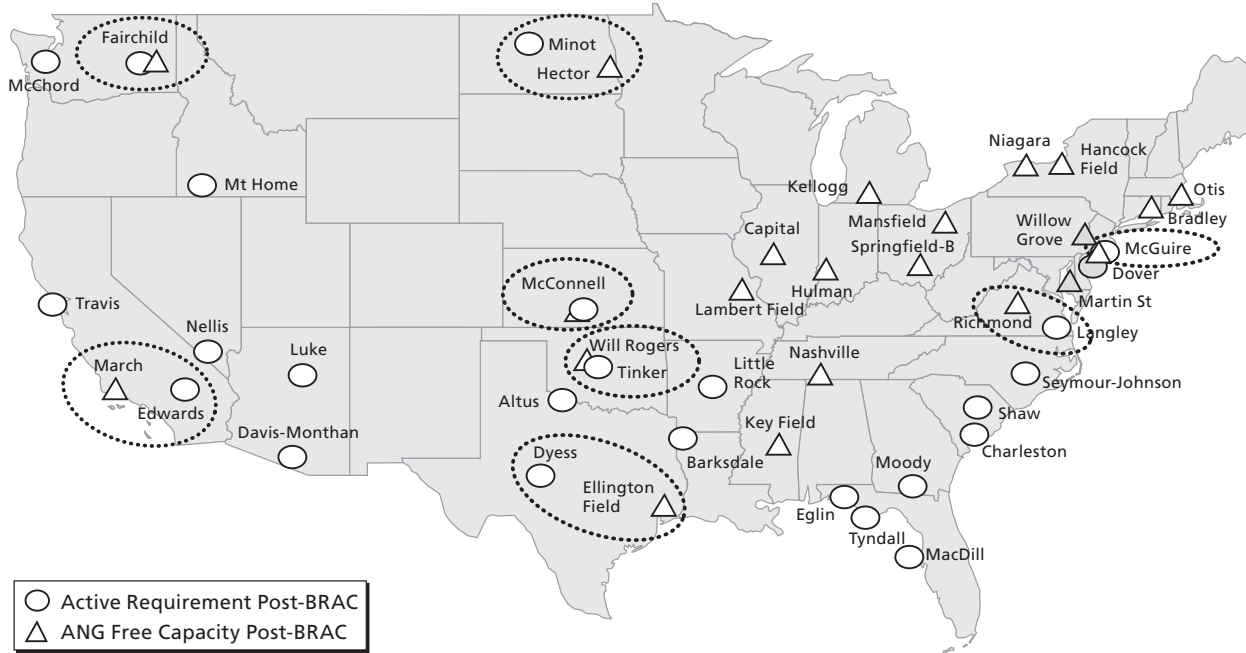 Fairchild
McChord
Minot
Hector
Mt Home
Niagara
Hancock
Field
Kellogg
Otis
Bradley
Mansfield
Willow
Grove
McGuire
Capital
Springfield-B
Dover
McConnell
Lambert Field
Hulman
Martin St
Travis
Richmond
Langley
Nellis
Luke
Will Rogers
Tinker
Little
Rock
Nashville
March
Edwards
Seymour-Johnson
Altus
Shaw
Davis-Monthan
Key Field
Charleston
Dyess
Barksdale
Moody
Ellington
Field
Eglin
Tyndall
MacDill
Active Requirement Post-BRAC
ANG Free Capacity Post-BRAC